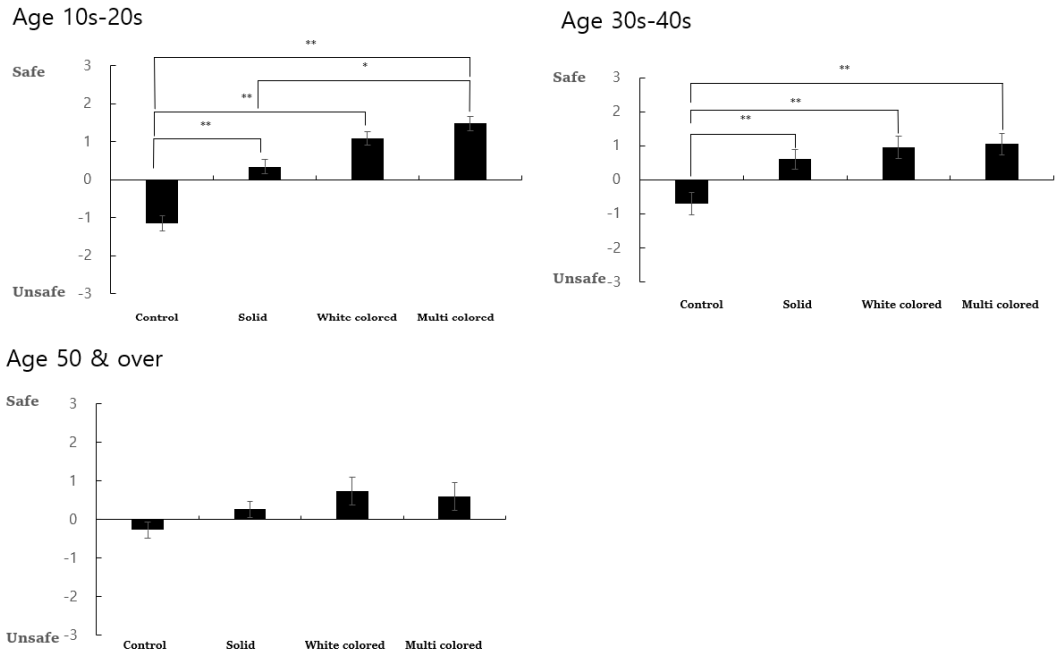 Age 10s-20s
**
Safe
3
*
2
**
**
1
0
-1
-2
Unsafe
-3
Control Solid White colored Multi colored
Age 30s-40s
Safe
3
**
2
**
**
1
0
-1
-2
Unsafe
-3
Control Solid White colored Multi colored
Age 50 & over
Safe
3
2
1
0
-1
-2
Unsafe
-3
Control Solid White colored Multi colored